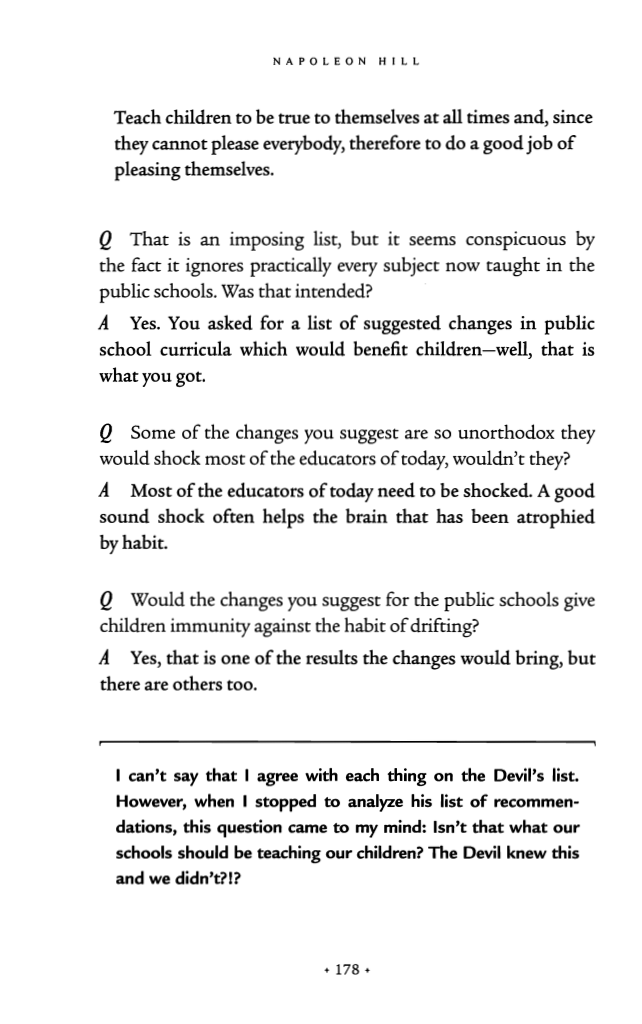 NAPOLEON HILL
Teach children to be true to themselves at all times and, since
they cannot please everybody, therefore to do a good job of
pleasing themselves.
Q That is an imposing list, but it seems conspicuous by
the fact it ignores practically every subject now taught in the
public schools. Was that intended?
A Yes. You asked for a list of suggested changes in public
school curricula which would benefit children—well, that is
what you got.
Q Some of the changes you suggest are so unorthodox they
would shock most of the educators of today, wouldn't they?
A Most of the educators of today need to be shocked. A good
sound shock often helps the brain that has been atrophied
by habit.
Q Would the changes you suggest for the public schools give
children immunity against the habit of drifting?
A Yes, that is one of the results the changes would bring, but
there are others too.
I can't say that I agree with each thing on the Devil's list.
However, when I stopped to analyze his list of recommen-
dations, this question came to my mind: Isn't that what our
schools should be teaching our children? The Devil knew this
and we didn't?!?
• 178 •